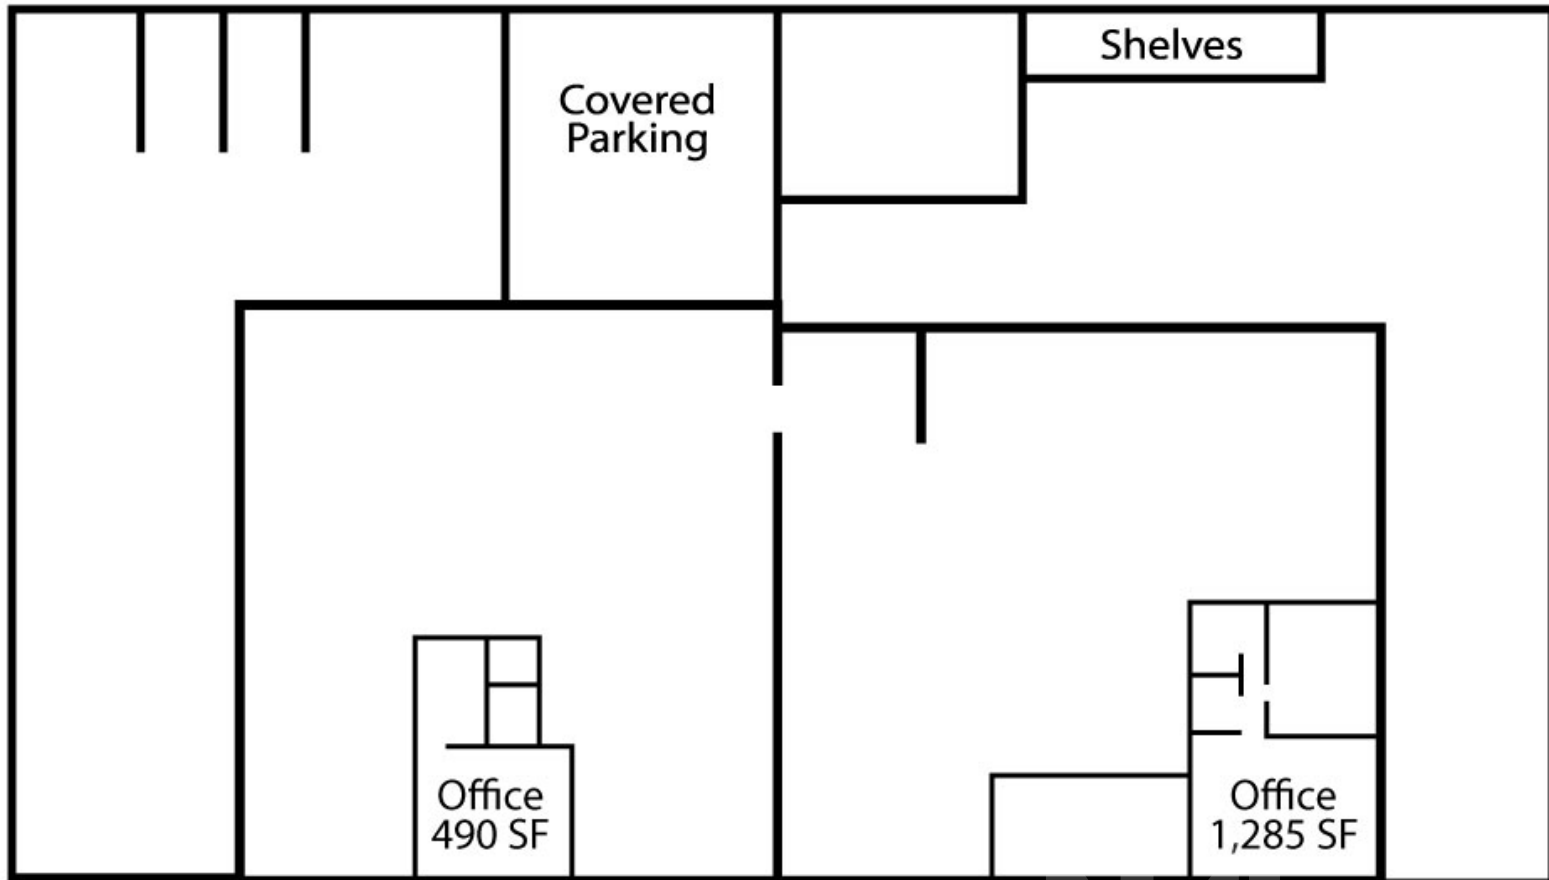 Shelves
Covered
Parking
Office
490 SF
Office
1,285 SF